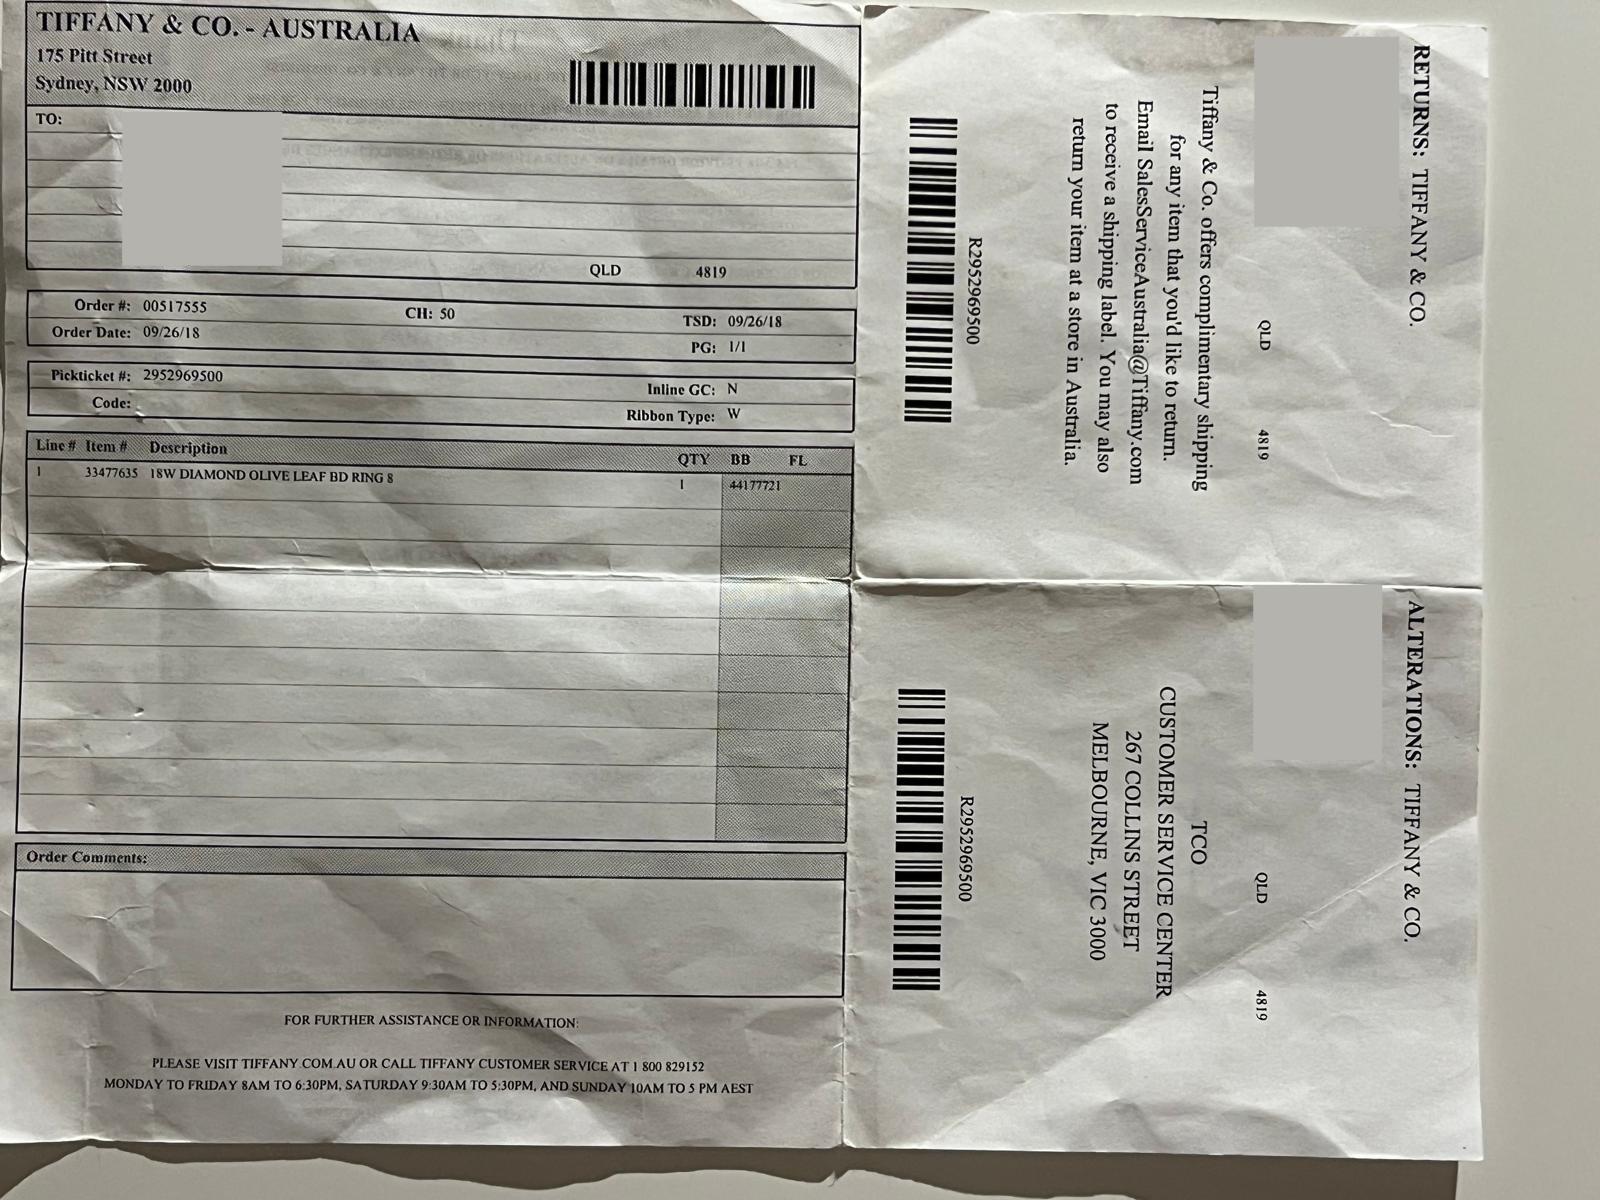 TIFFANY & CO. - AUSTRALIA
175 Pitt Street
Sydney, NSW 2000
TO:
QLD 4819
Order #: 00517555 CH: 50 TSD: 09/26/18
Order Date: 09/26/18 PG: 1/1
Pickticket #: 2952969500 Inline GC: N
Code: Ribbon Type: W
Line # Item # Description QTY BB FL
1 33477635 18W DIAMOND OLIVE LEAF BD RING 8 1 44177721
Order Comments:
FOR FURTHER ASSISTANCE OR INFORMATION:
PLEASE VISIT TIFFANY.COM.AU OR CALL TIFFANY CUSTOMER SERVICE AT 1 800 829152
MONDAY TO FRIDAY 8AM TO 6:30PM, SATURDAY 9:30AM TO 5:30PM, AND SUNDAY 10AM TO 5 PM AEST
RETURNS: TIFFANY & CO.
QLD 4819
Tiffany & Co. offers complimentary shipping
for any item that you'd like to return.
Email SalesServiceAustralia@Tiffany.com
to receive a shipping label. You may also
return your item at a store in Australia.
R2952969500
ALTERATIONS: TIFFANY & CO.
QLD 4819
TCO
CUSTOMER SERVICE CENTER
267 COLLINS STREET
MELBOURNE, VIC 3000
R2952969500